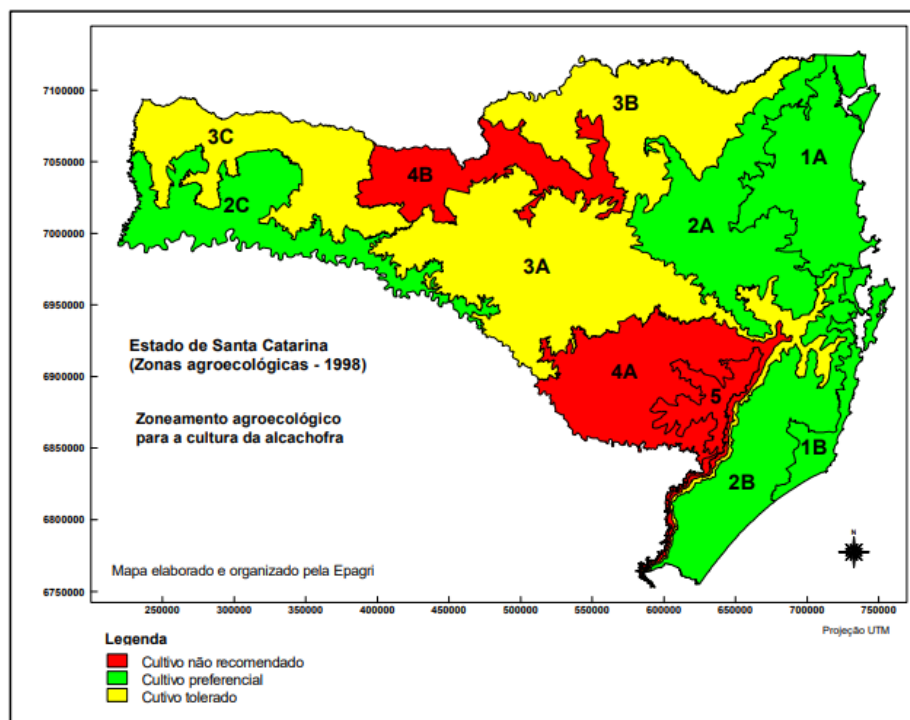 7100000
7050000
7000000
6950000
6900000
6850000
6800000
6750000
3B
3C
1A
4B
2C
2A
3A
Estado de Santa Catarina
(Zonas agroecológicas - 1998)
4A
5
Zoneamento agroecológico
para a cultura da alcachofra
1B
2B
N
Mapa elaborado e organizado pela Epagri
250000 300000 350000 400000 450000 500000 550000 600000 650000 700000 750000
Projeção UTM
Legenda
Cultivo não recomendado
Cultivo preferencial
Cutivo tolerado